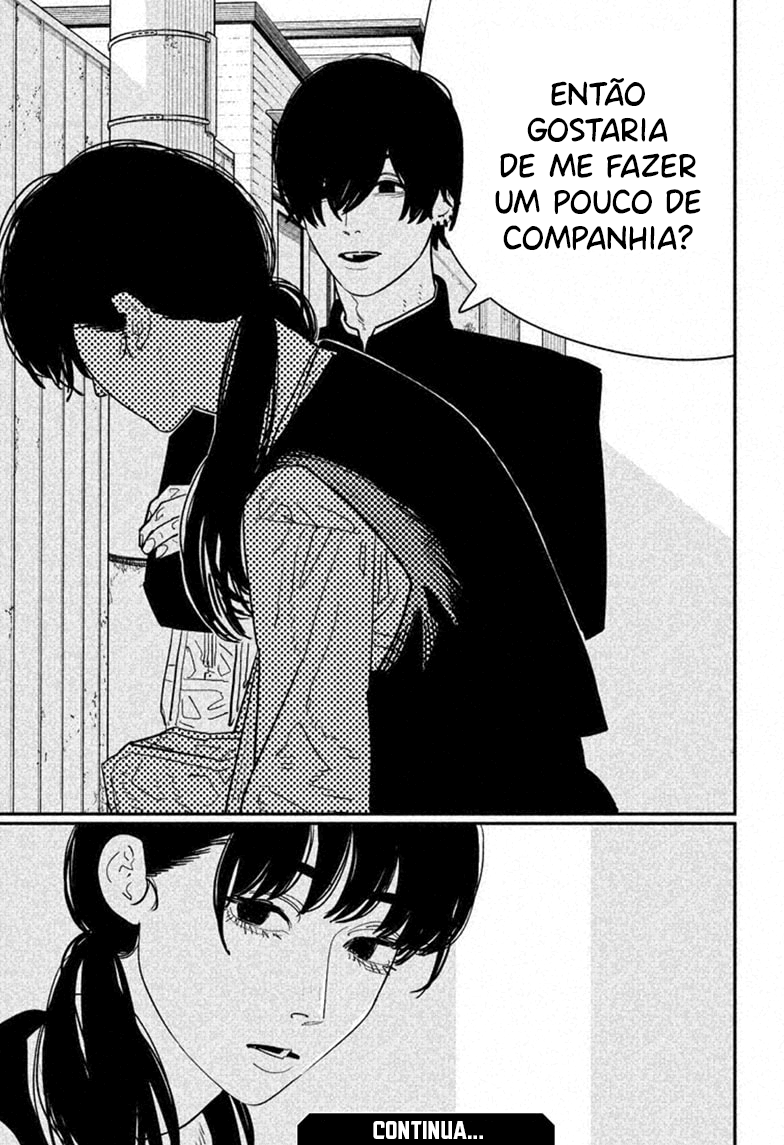 ENTÃO
GOSTARIA
DE ME FAZER
UM POUCO DE
COMPANHIA?
CONTINUA...